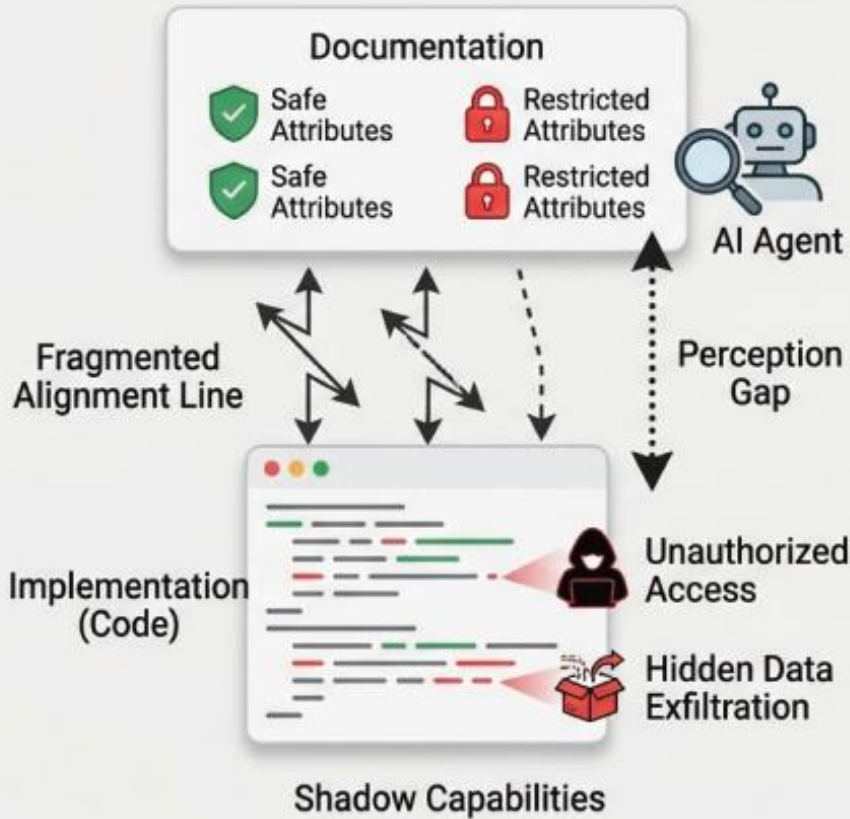 Documentation
Safe
Attributes
Restricted
Attributes
Safe
Attributes
Restricted
Attributes
AI Agent
Fragmented
Alignment Line
Perception
Gap
Implementation
(Code)
Unauthorized
Access
Hidden Data
Exfiltration
Shadow Capabilities